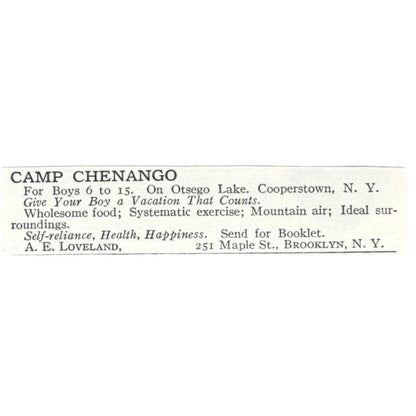 CAMP CHENANGO
For Boys 6 to 15. On Otsego Lake. Cooperstown, N. Y.
Give Your Boy a Vacation That Counts.
Wholesome food; Systematic exercise; Mountain air; Ideal sur-
roundings.
Self-reliance, Health, Happiness. Send for Booklet.
A. E. LOVELAND, 251 Maple St., BROOKLYN, N. Y.